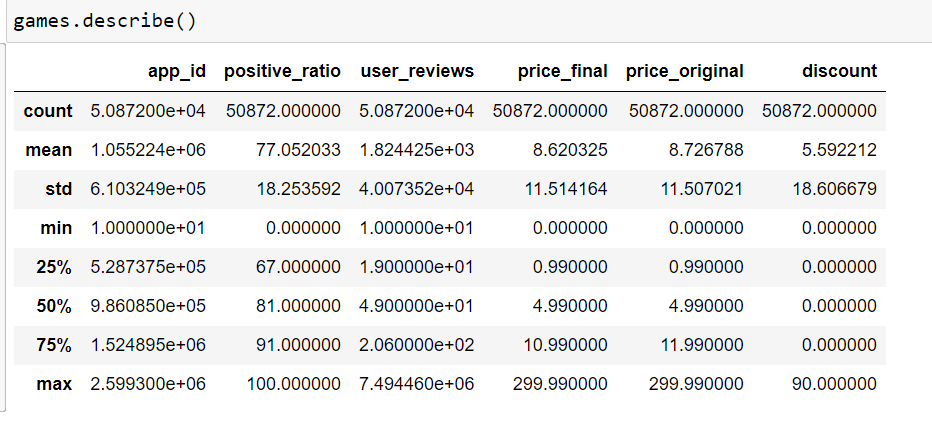 games.describe()
app_id positive_ratio user_reviews price_final price_original discount
count 5.087200e+04 50872.000000 5.087200e+04 50872.000000 50872.000000 50872.000000
mean 1.055224e+06 77.052033 1.824425e+03 8.620325 8.726788 5.592212
std 6.103249e+05 18.253592 4.007352e+04 11.514164 11.507021 18.606679
min 1.000000e+01 0.000000 1.000000e+01 0.000000 0.000000 0.000000
25% 5.287375e+05 67.000000 1.900000e+01 0.990000 0.990000 0.000000
50% 9.860850e+05 81.000000 4.900000e+01 4.990000 4.990000 0.000000
75% 1.524895e+06 91.000000 2.060000e+02 10.990000 11.990000 0.000000
max 2.599300e+06 100.000000 7.494460e+06 299.990000 299.990000 90.000000